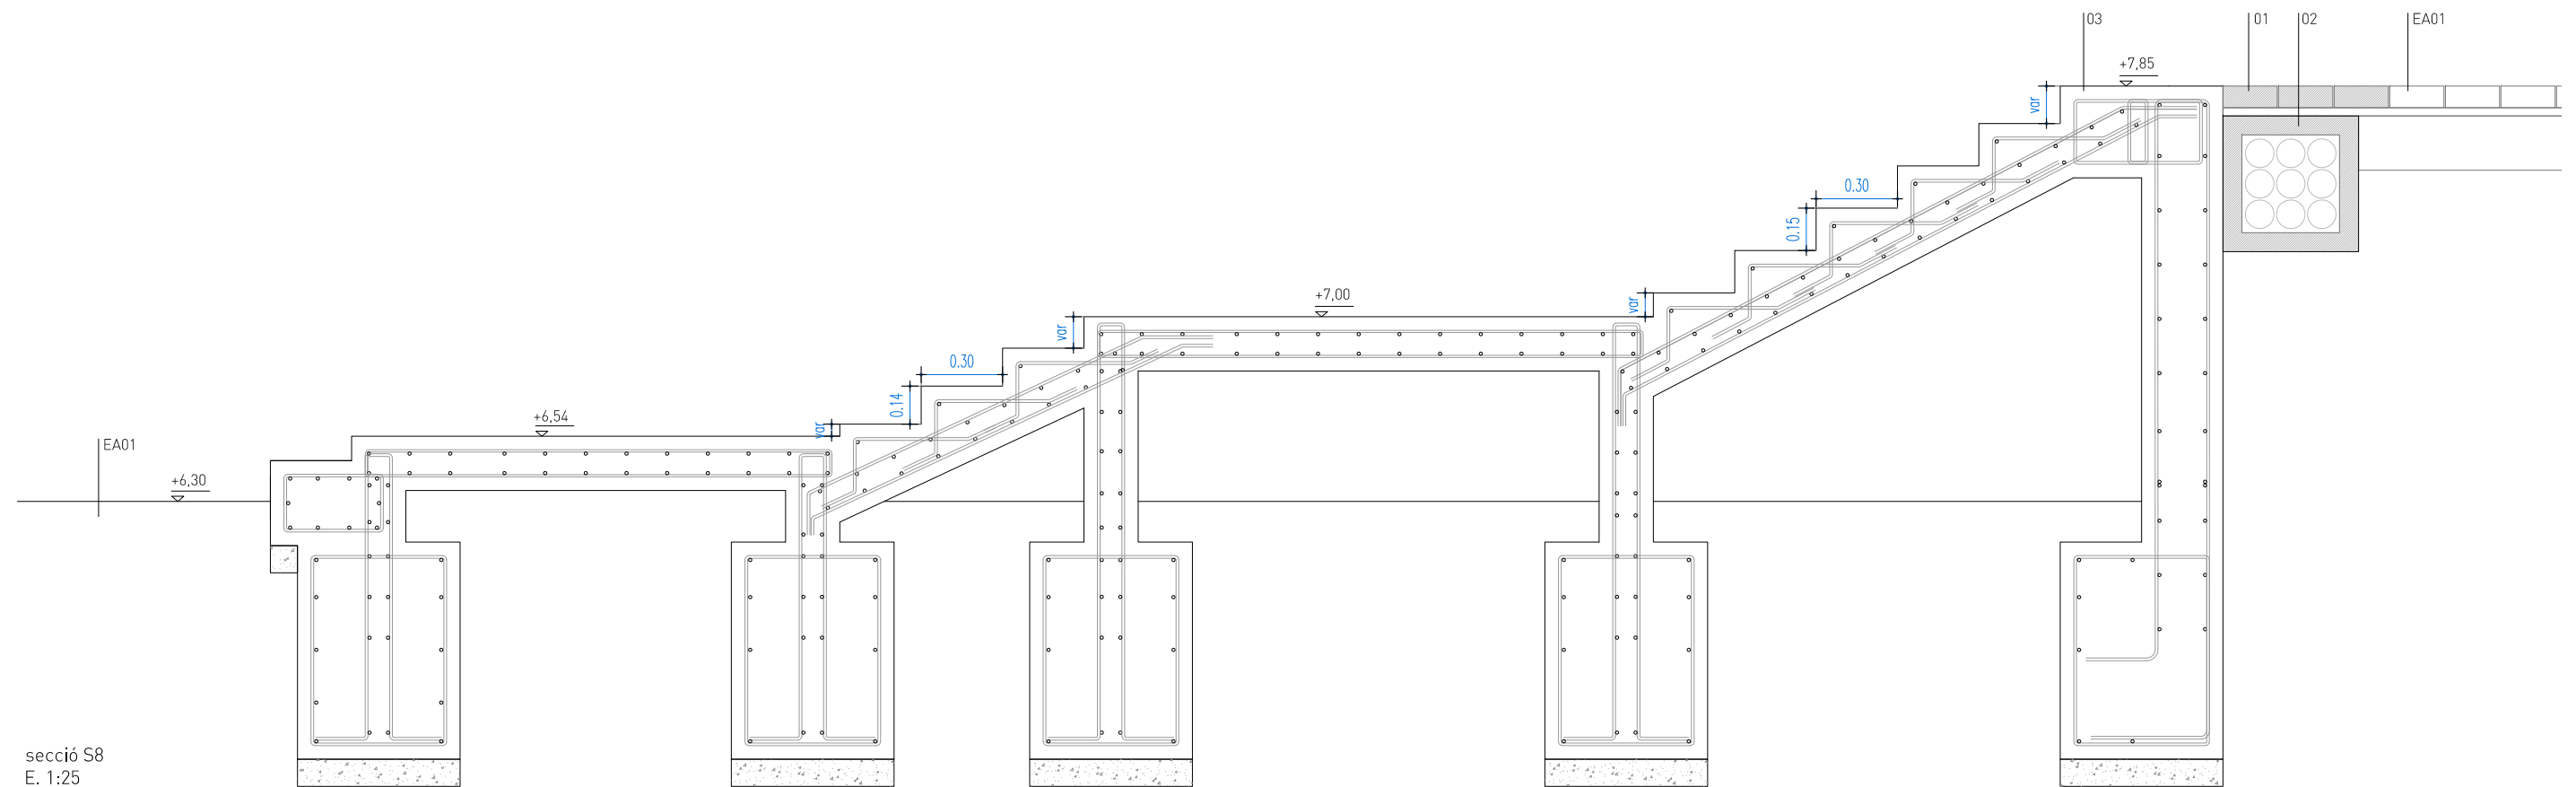 03
01
02
EA01
+7,85
var
0.30
0.15
+7,00
var
var
0.30
0.14
+6,54
var
EA01
+6,30
secció S8
E. 1:25